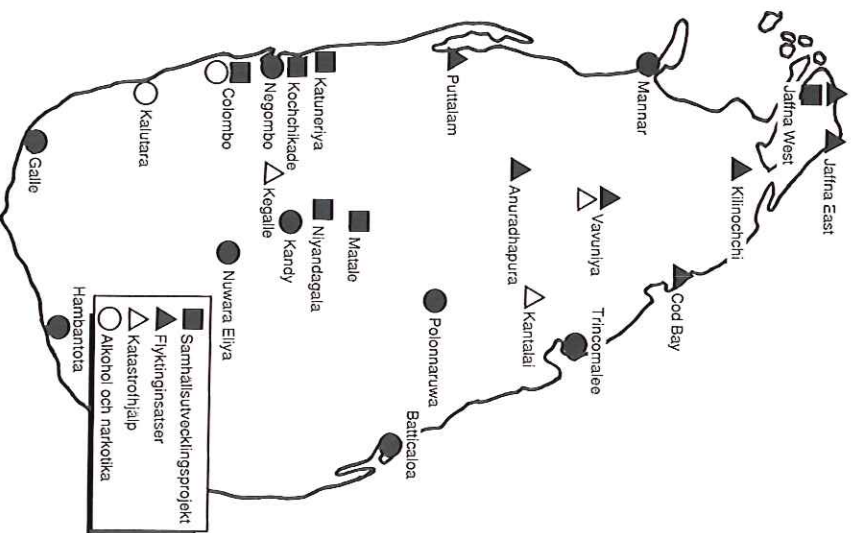 Jaffna East
Jaffna West
Kilinochchi
Cod Bay
Mannar
Vavuniya
Trincomalee
Anuradhapura
Kantalai
Puttalam
Polonnaruwa
Batticaloa
Matale
Katuneriya
Niyandagala
Kochchikade
Kandy
Negombo
Kegalle
Colombo
Nuwara Eliya
Kalutara
Hambantota
Galle
Samhällsutvecklingsprojekt
Flyktinginsatser
Katastrofhjälp
Alkohol och narkotika